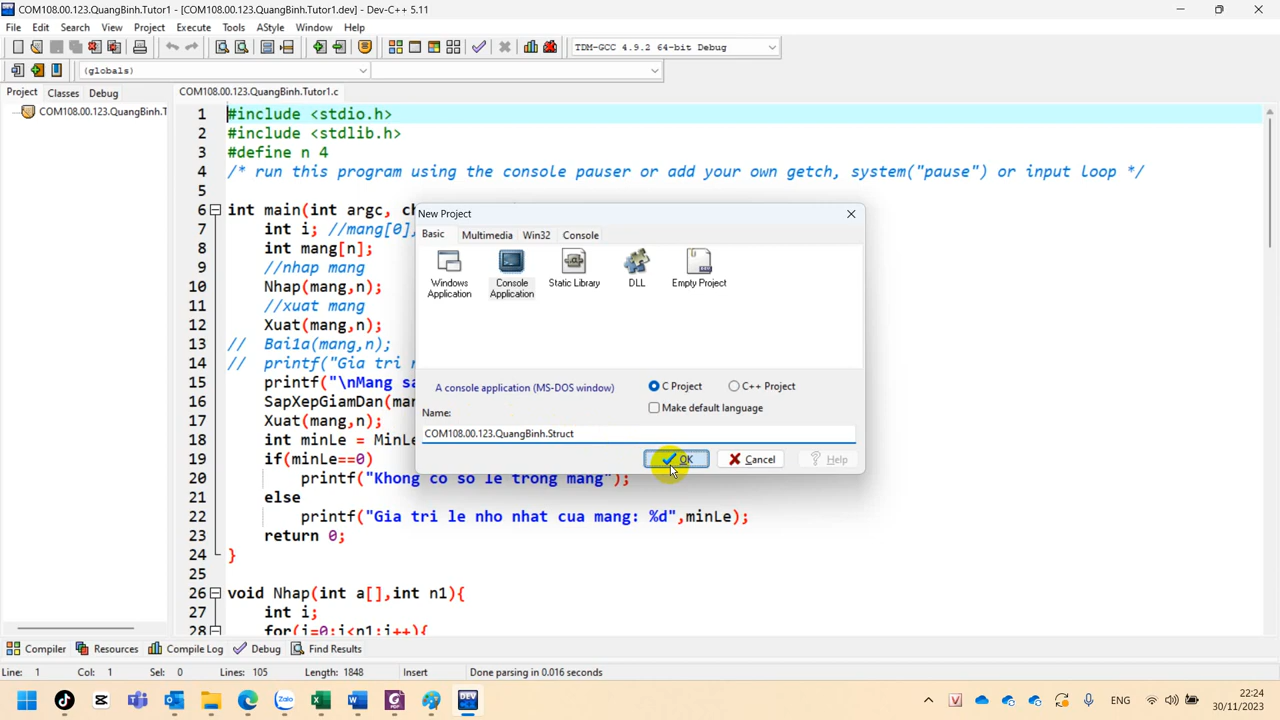 COM108.00.123.QuangBinh.Tutor1 - [COM108.00.123.QuangBinh.Tutor1.dev] - Dev-C++ 5.11
File Edit Search View Project Execute Tools AStyle Window Help
TDM-GCC 4.9.2 64-bit Debug
(globals)
Project Classes Debug
COM108.00.123.QuangBinh.Tutor1.c
COM108.00.123.QuangBinh.T
1 #include <stdio.h>
2 #include <stdlib.h>
3 #define n 4
4 /* run this program using the console pauser or add your own getch, system("pause") or input loop */
5
6 int main(int argc, ch
7 int i; //mang[0],
8 int mang[n];
9 //nhap mang
10 Nhap(mang,n);
11 //xuat mang
12 Xuat(mang,n);
13 // Bai1a(mang,n);
14 // printf("Gia tri
15 printf("\nMang sa
16 SapXepGiamDan(man
17 Xuat(mang,n);
18 int minLe = MinLe
19 if(minLe==0)
20 printf("Khong co so le trong mang");
21 else
22 printf("Gia tri le nho nhat cua mang: %d",minLe);
23 return 0;
24 }
25
26 void Nhap(int a[],int n1){
27 int i;
28 for(i=0;i<n1;i++){
New Project
Basic Multimedia Win32 Console
Windows Application
Console Application
Static Library
DLL
Empty Project
A console application (MS-DOS window)
C Project C++ Project
Make default language
Name:
COM108.00.123.QuangBinh.Struct
OK Cancel Help
Compiler Resources Compile Log Debug Find Results
Line: 1 Col: 1 Sel: 0 Lines: 105 Length: 1848 Insert Done parsing in 0.016 seconds
DEV
ENG
22:24
30/11/2023